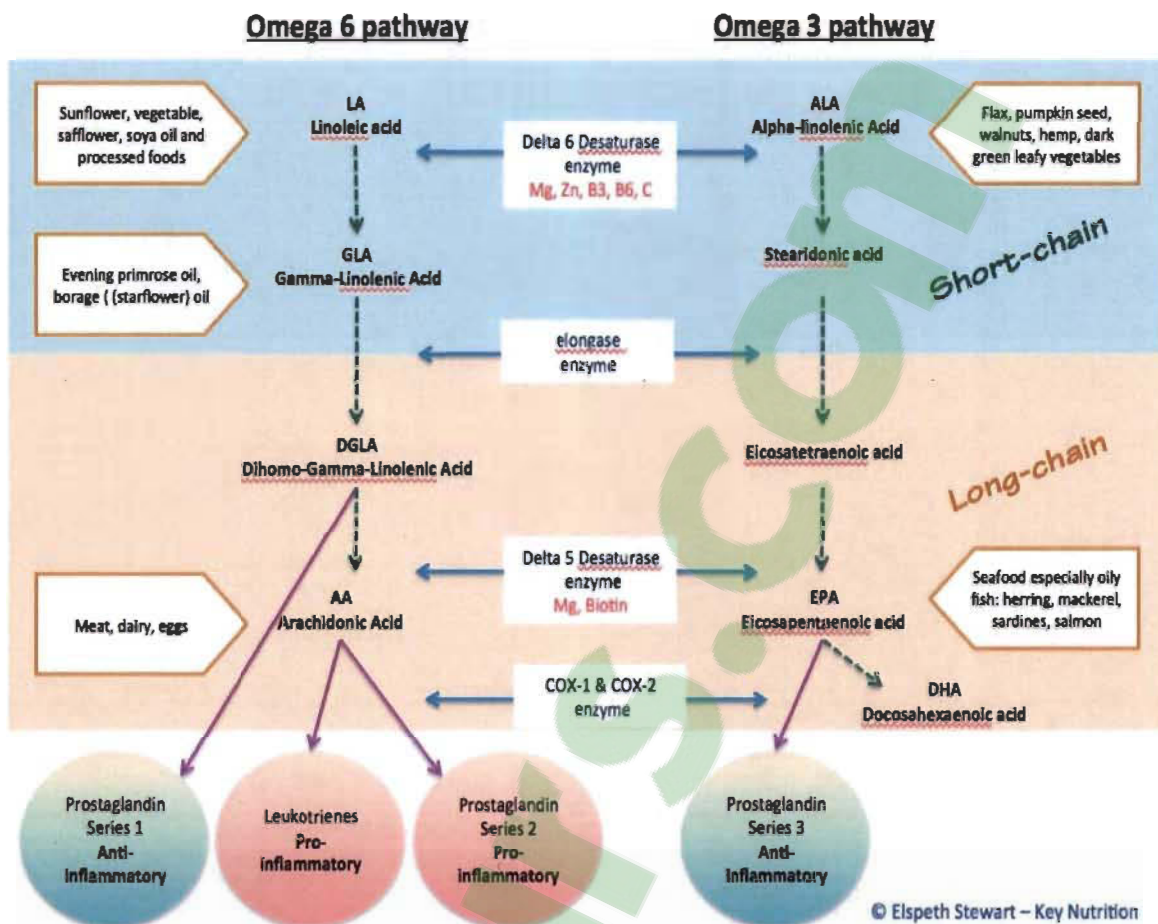 Omega 6 pathway
Omega 3 pathway
Sunflower, vegetable,
safflower, soya oil and
processed foods
LA
Linoleic acid
Delta 6 Desaturase
enzyme
Mg, Zn, B3, B6, C
ALA
Alpha-linolenic Acid
Flax, pumpkin seed,
walnuts, hemp, dark
green leafy vegetables
Evening primrose oil,
borage ( (starflower) oil
GLA
Gamma-Linolenic Acid
Stearidonic acid
Short-chain
elongase
enzyme
DGLA
Dihomo-Gamma-Linolenic Acid
Eicosatetraenoic acid
Long-chain
Meat, dairy, eggs
AA
Arachidonic Acid
Delta 5 Desaturase
enzyme
Mg, Biotin
EPA
Eicosapentaenoic acid
Seafood especially oily
fish: herring, mackerel,
sardines, salmon
COX-1 & COX-2
enzyme
DHA
Docosahexaenoic acid
Prostaglandin
Series 1
Anti-
inflammatory
Leukotrienes
Pro-
inflammatory
Prostaglandin
Series 2
Pro-
inflammatory
Prostaglandin
Series 3
Anti-
inflammatory
© Elspeth Stewart – Key Nutrition
rs.com